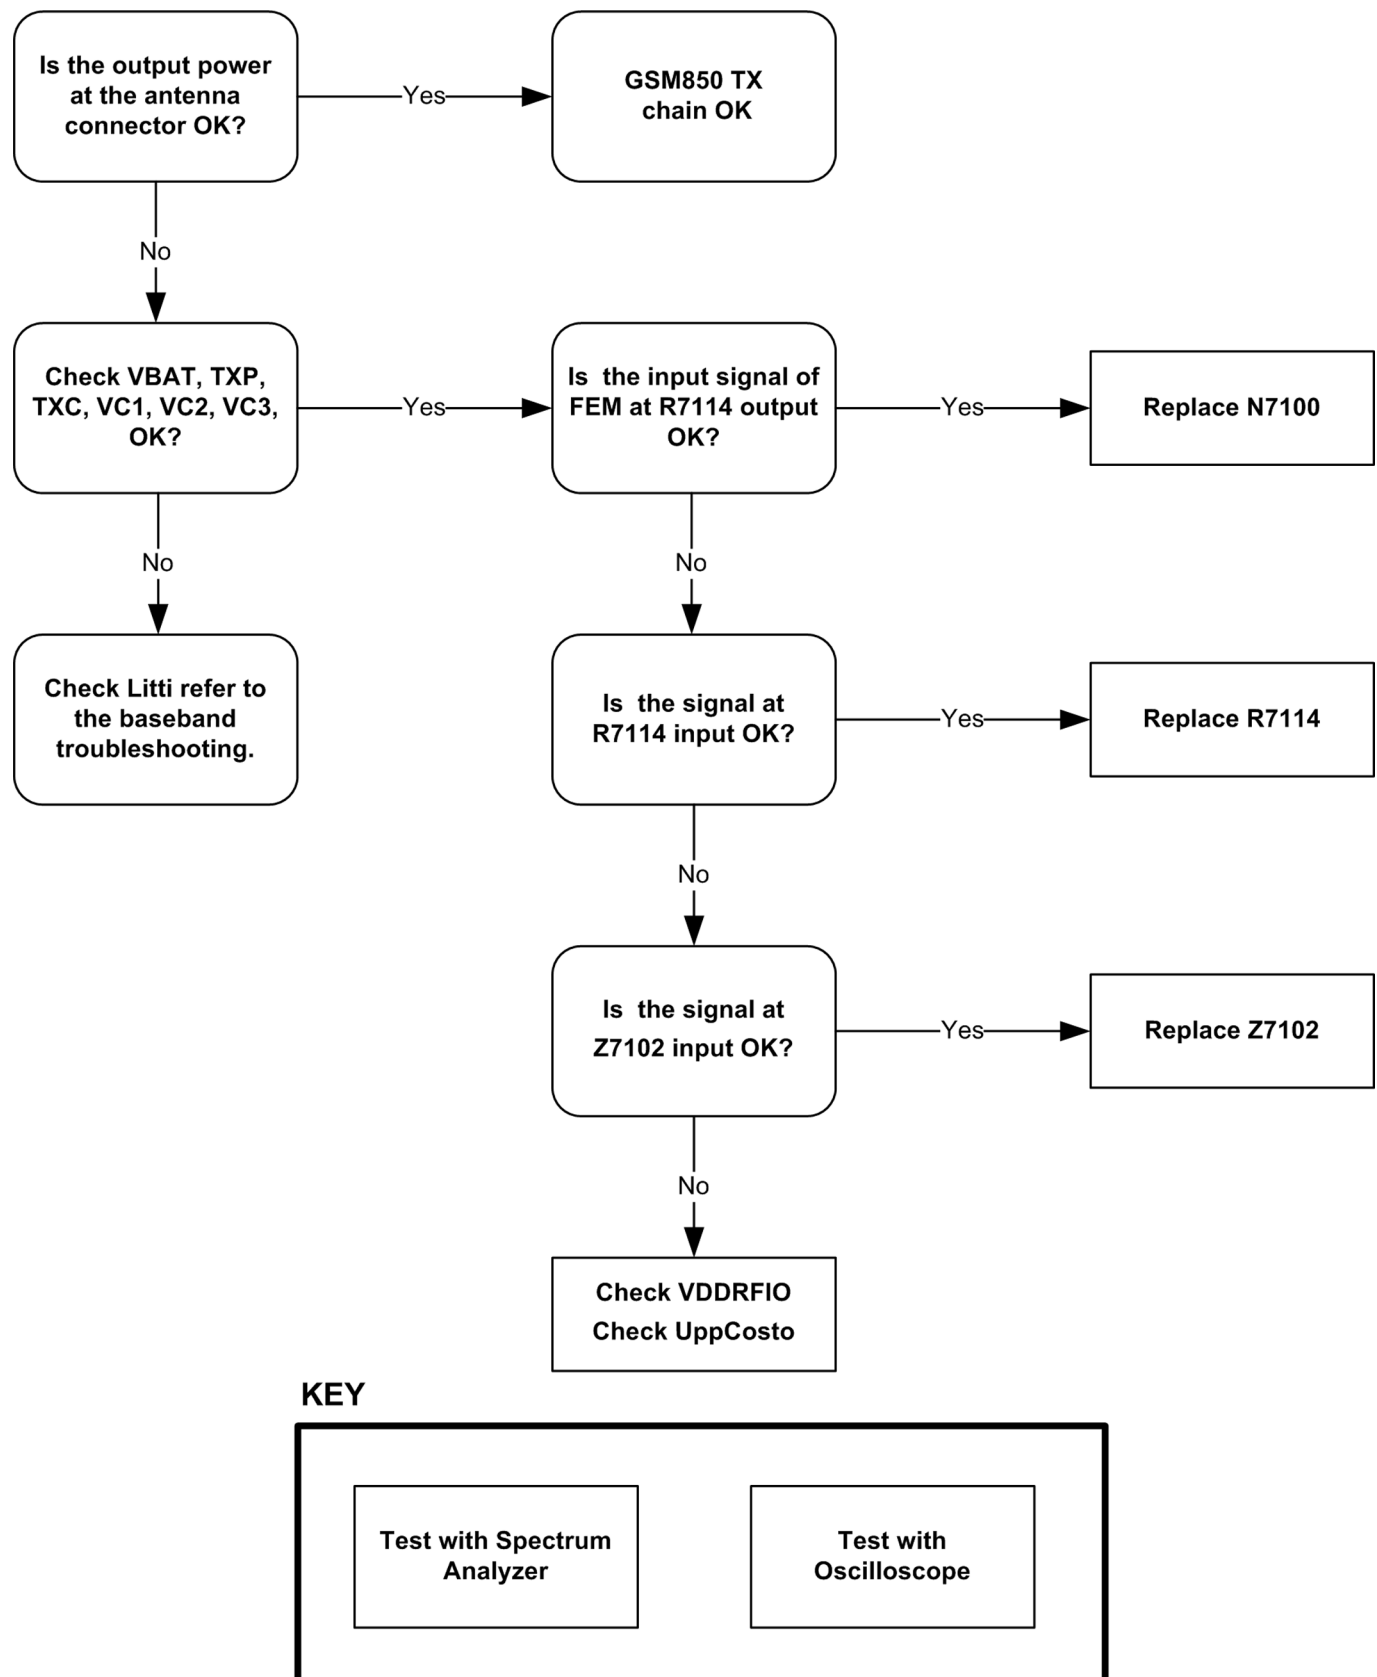 Is the output power
at the antenna
connector OK?
Yes
GSM850 TX
chain OK
No
Check VBAT, TXP,
TXC, VC1, VC2, VC3,
OK?
Yes
Is the input signal of
FEM at R7114 output
OK?
Yes
Replace N7100
No
No
Check Litti refer to
the baseband
troubleshooting.
Is the signal at
R7114 input OK?
Yes
Replace R7114
No
Is the signal at
Z7102 input OK?
Yes
Replace Z7102
No
Check VDDRFIO
Check UppCosto
KEY
Test with Spectrum
Analyzer
Test with
Oscilloscope